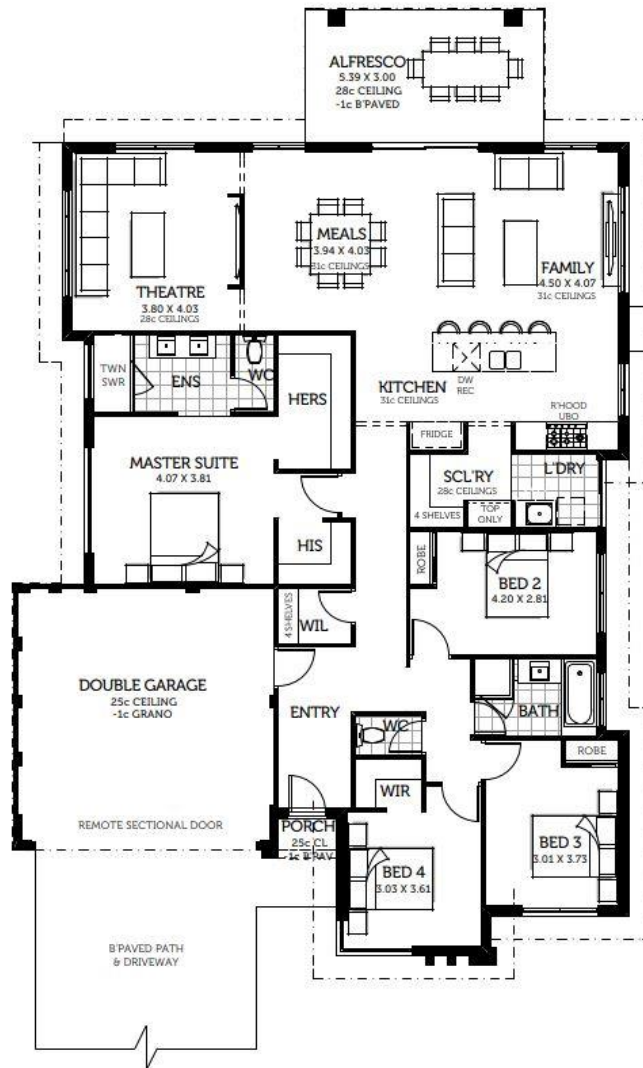 ALFRESCO
5.39 X 3.00
28c CEILING
-1c B'PAVED
MEALS
3.94 X 4.03
31c CEILINGS
FAMILY
4.50 X 4.07
31c CEILINGS
THEATRE
3.80 X 4.03
28c CEILINGS
TWN
SWR
ENS
WC
HERS
KITCHEN
31c CEILINGS
DW
REC
R'HOOD
UBO
FRIDGE
MASTER SUITE
4.07 X 3.81
SCL'RY
28c CEILINGS
L'DRY
4 SHELVES
TOP
ONLY
HIS
ROBE
BED 2
4.20 X 2.81
4 SHELVES
WIL
DOUBLE GARAGE
25c CEILING
-1c GRANO
ENTRY
BATH
WC
ROBE
WIR
REMOTE SECTIONAL DOOR
PORCH
25c CL
-1c B'PAV
BED 4
3.03 X 3.61
BED 3
3.01 X 3.73
B'PAVED PATH
& DRIVEWAY